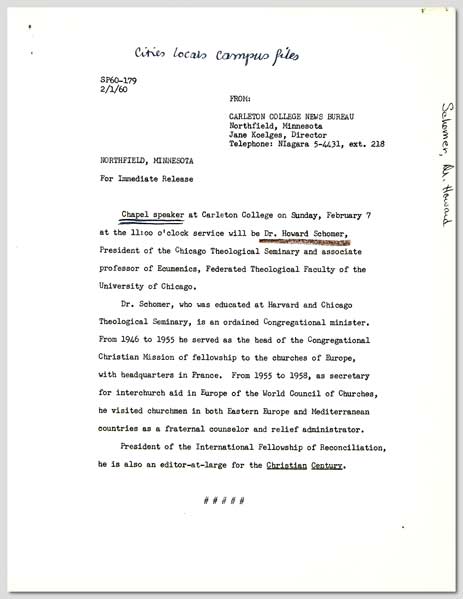 Cities locals campus files
SP60-179
2/1/60
FROM:
CARLETON COLLEGE NEWS BUREAU
Northfield, Minnesota
Jane Koelges, Director
Telephone: NIagara 5-4431, ext. 218
Schomer, Dr. Howard
NORTHFIELD, MINNESOTA
For Immediate Release
Chapel speaker at Carleton College on Sunday, February 7
at the 11:00 o'clock service will be Dr. Howard Schomer,
President of the Chicago Theological Seminary and associate
professor of Ecumenics, Federated Theological Faculty of the
University of Chicago.
Dr. Schomer, who was educated at Harvard and Chicago
Theological Seminary, is an ordained Congregational minister.
From 1946 to 1955 he served as the head of the Congregational
Christian Mission of fellowship to the churches of Europe,
with headquarters in France. From 1955 to 1958, as secretary
for interchurch aid in Europe of the World Council of Churches,
he visited churchmen in both Eastern Europe and Mediterranean
countries as a fraternal counselor and relief administrator.
President of the International Fellowship of Reconciliation,
he is also an editor-at-large for the Christian Century.
# # # # #